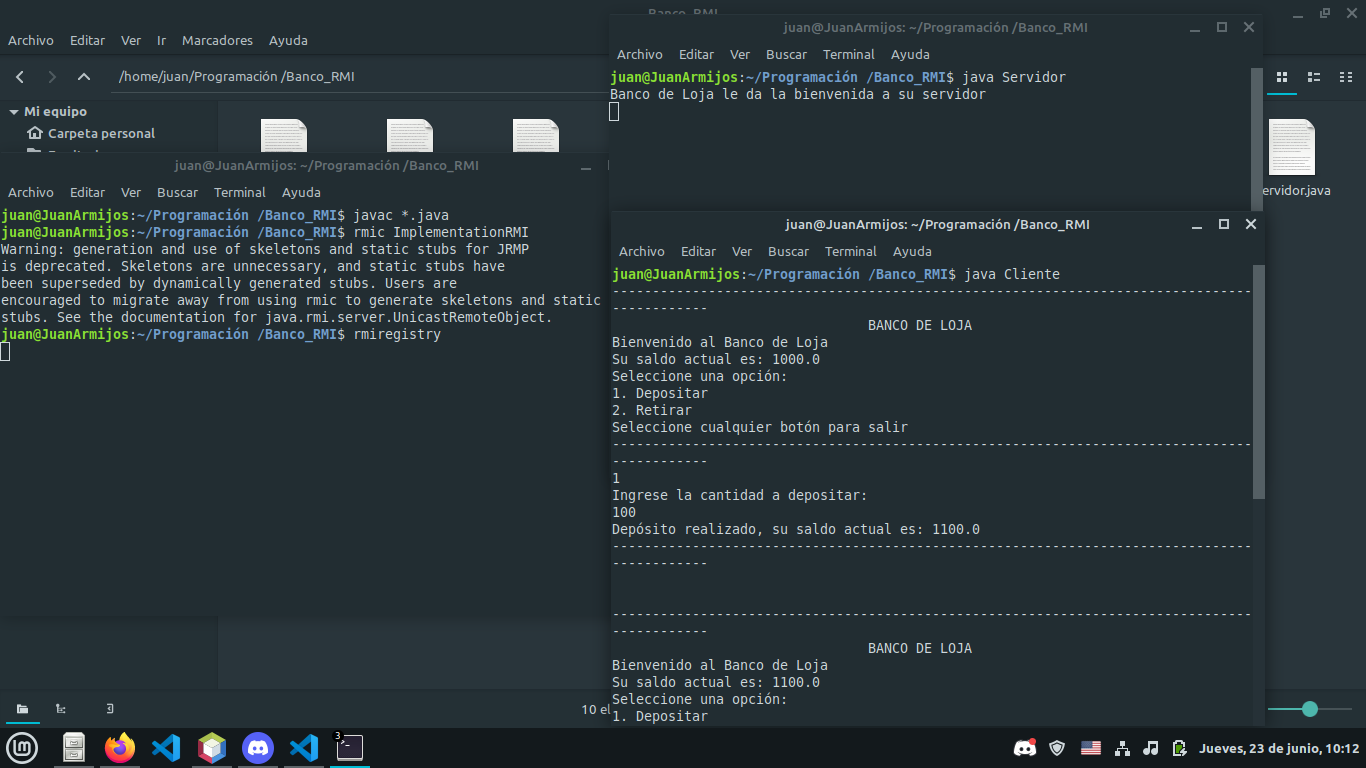 Banco_RMI
Archivo Editar Ver Ir Marcadores Ayuda
/home/juan/Programación /Banco_RMI
Mi equipo
Carpeta personal
ervidor.java
10 el
juan@JuanArmijos: ~/Programación /Banco_RMI
Archivo Editar Ver Buscar Terminal Ayuda
juan@JuanArmijos:~/Programación /Banco_RMI$ javac *.java
juan@JuanArmijos:~/Programación /Banco_RMI$ rmic ImplementationRMI
Warning: generation and use of skeletons and static stubs for JRMP
is deprecated. Skeletons are unnecessary, and static stubs have
been superseded by dynamically generated stubs. Users are
encouraged to migrate away from using rmic to generate skeletons and static
stubs. See the documentation for java.rmi.server.UnicastRemoteObject.
juan@JuanArmijos:~/Programación /Banco_RMI$ rmiregistry
juan@JuanArmijos: ~/Programación /Banco_RMI
Archivo Editar Ver Buscar Terminal Ayuda
juan@JuanArmijos:~/Programación /Banco_RMI$ java Servidor
Banco de Loja le da la bienvenida a su servidor
juan@JuanArmijos: ~/Programación /Banco_RMI
Archivo Editar Ver Buscar Terminal Ayuda
juan@JuanArmijos:~/Programación /Banco_RMI$ java Cliente
--------------------------------------------------------------------------------
------------
BANCO DE LOJA
Bienvenido al Banco de Loja
Su saldo actual es: 1000.0
Seleccione una opción:
1. Depositar
2. Retirar
Seleccione cualquier botón para salir
--------------------------------------------------------------------------------
------------
1
Ingrese la cantidad a depositar:
100
Depósito realizado, su saldo actual es: 1100.0
--------------------------------------------------------------------------------
------------
--------------------------------------------------------------------------------
------------
BANCO DE LOJA
Bienvenido al Banco de Loja
Su saldo actual es: 1100.0
Seleccione una opción:
1. Depositar
3
Jueves, 23 de junio, 10:12